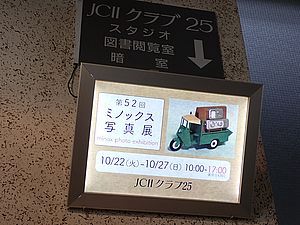 JCIIクラブ25
スタジオ
図書閲覧室
暗室
第52回
ミノックス
写真展
minox photo exhibition
10/22(火)~10/27(日) 10:00~17:00
JCIIクラブ25